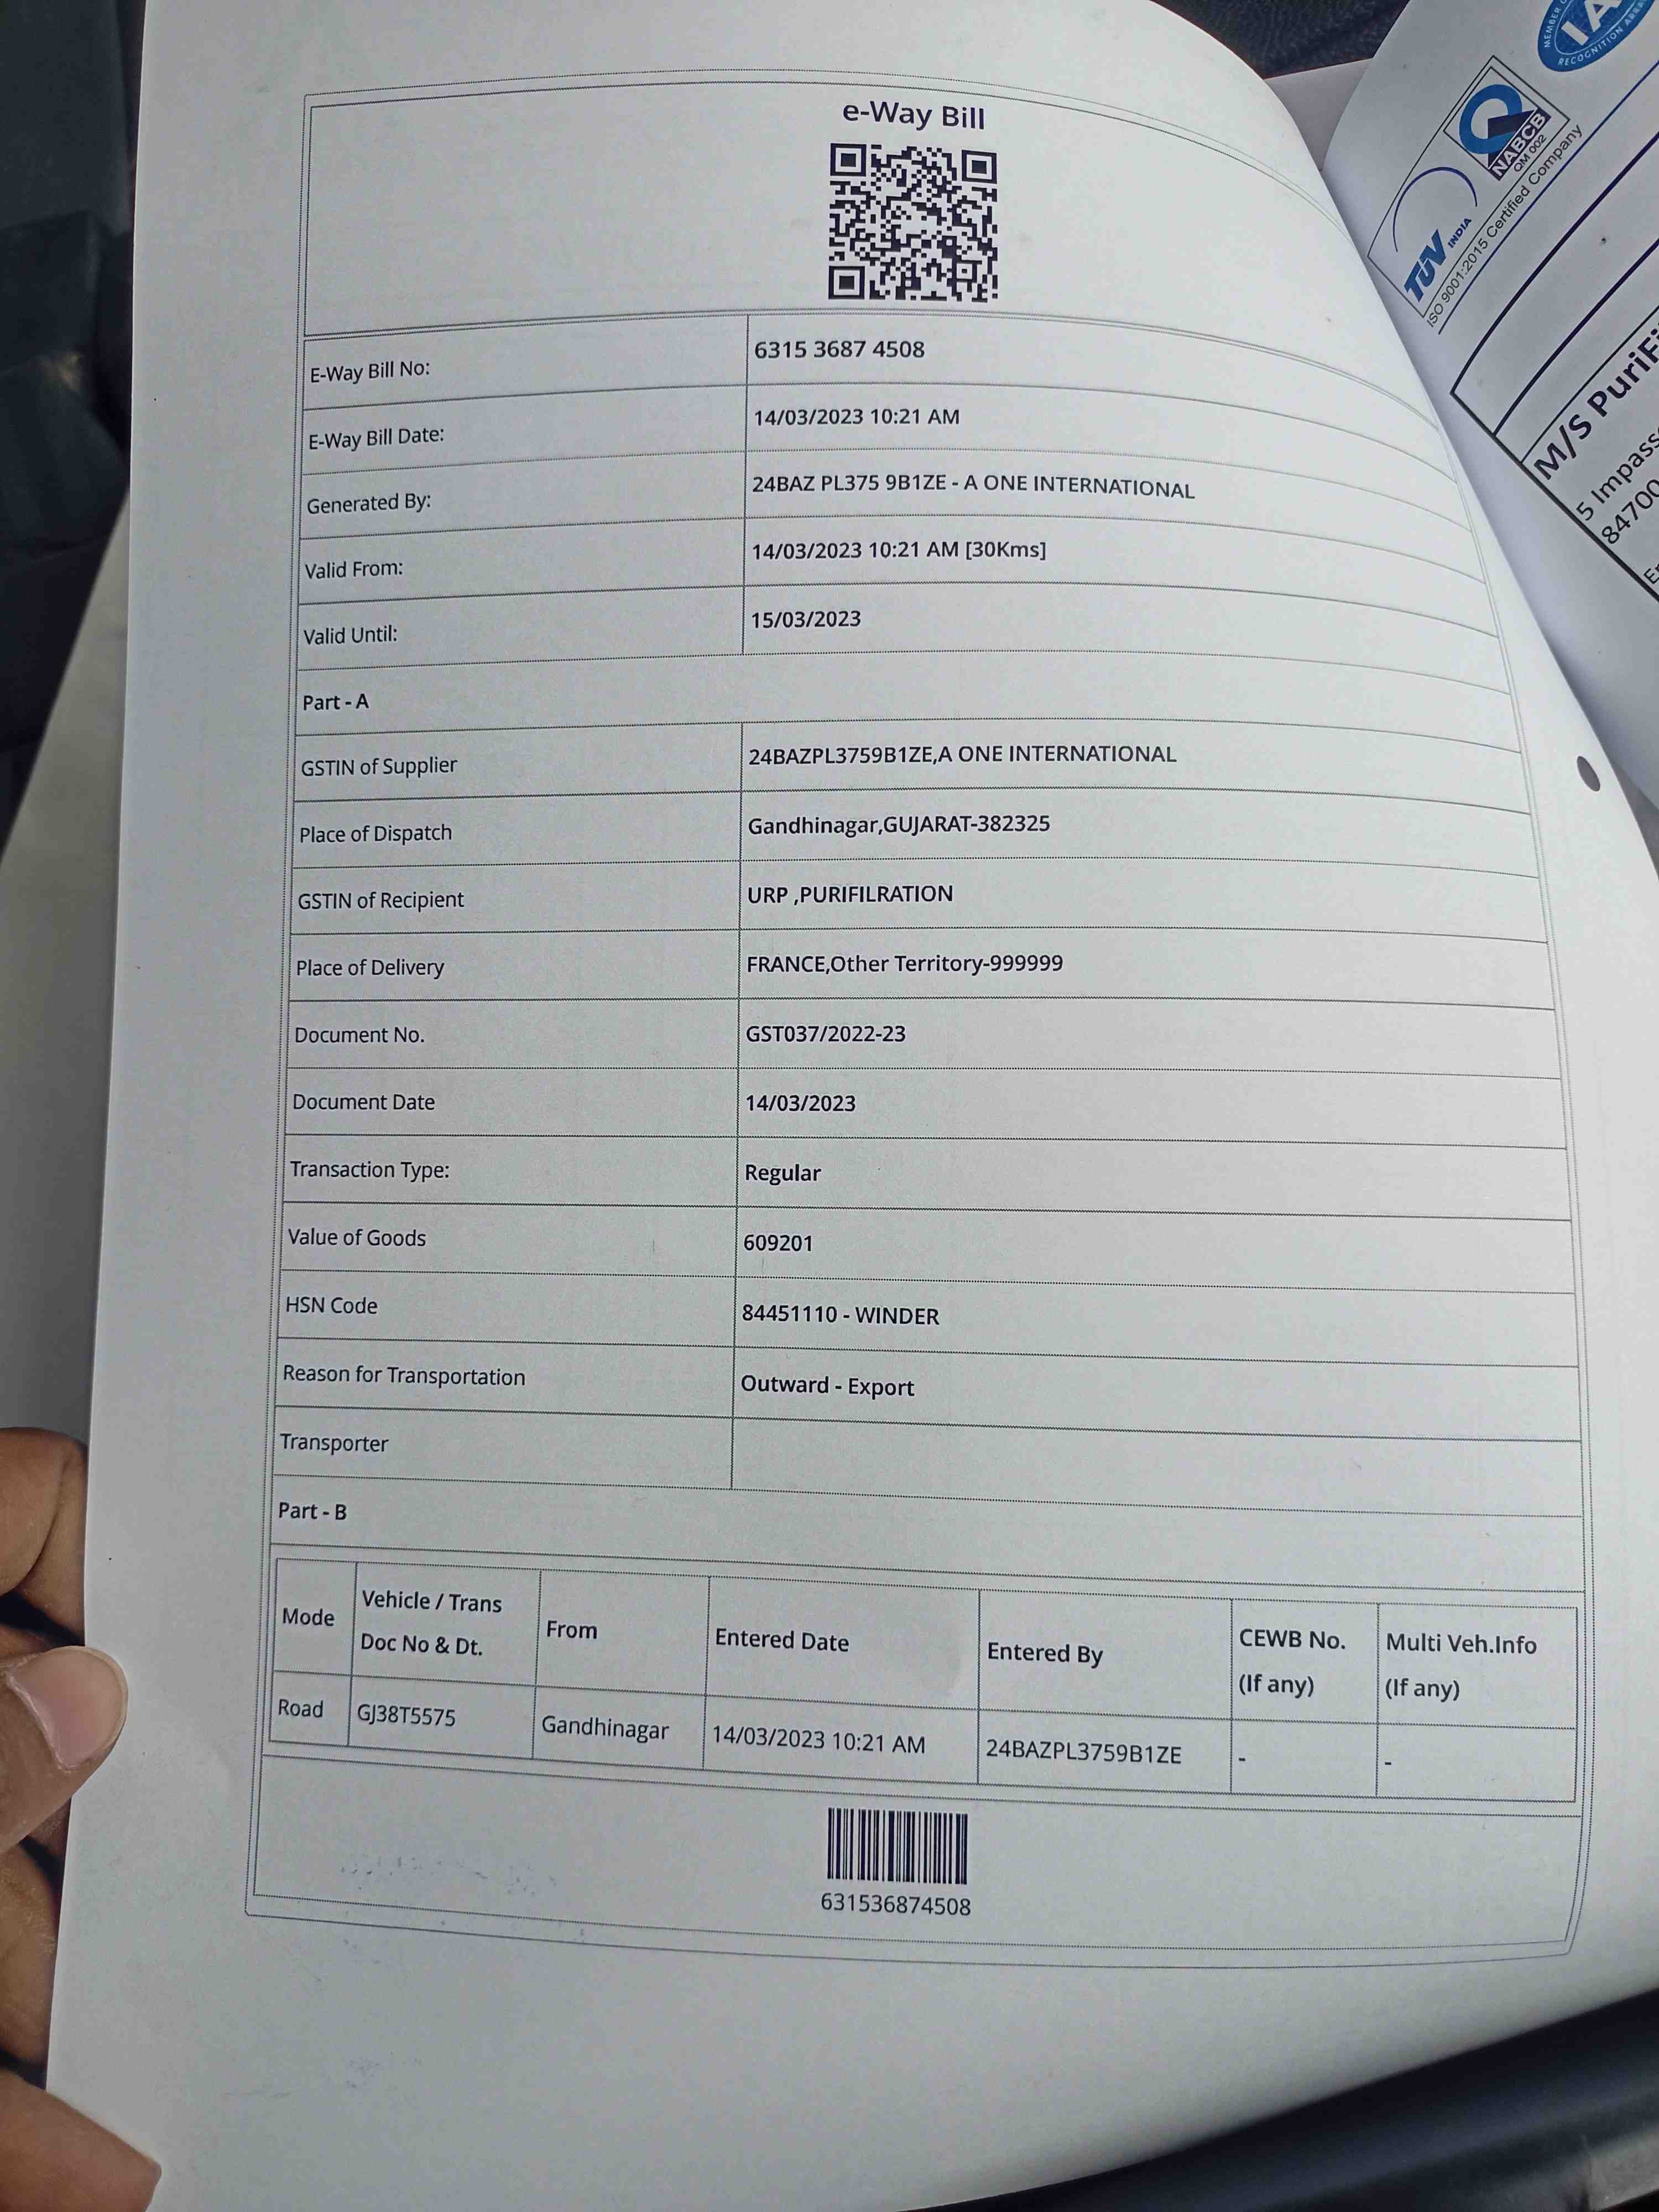 e-Way Bill
E-Way Bill No: 6315 3687 4508
E-Way Bill Date: 14/03/2023 10:21 AM
Generated By: 24BAZ PL375 9B1ZE - A ONE INTERNATIONAL
Valid From: 14/03/2023 10:21 AM [30Kms]
Valid Until: 15/03/2023
Part - A
GSTIN of Supplier 24BAZPL3759B1ZE,A ONE INTERNATIONAL
Place of Dispatch Gandhinagar,GUJARAT-382325
GSTIN of Recipient URP ,PURIFILRATION
Place of Delivery FRANCE,Other Territory-999999
Document No. GST037/2022-23
Document Date 14/03/2023
Transaction Type: Regular
Value of Goods 609201
HSN Code 84451110 - WINDER
Reason for Transportation Outward - Export
Transporter
Part - B
Mode Vehicle / Trans Doc No & Dt. From Entered Date Entered By CEWB No. (If any) Multi Veh.Info (If any)
Road GJ38T5575 Gandhinagar 14/03/2023 10:21 AM 24BAZPL3759B1ZE - -
631536874508
MEMBER
RECOGNITION
NABCB
QM 002
TUV INDIA
ISO 9001:2015 Certified Company
M/S
5